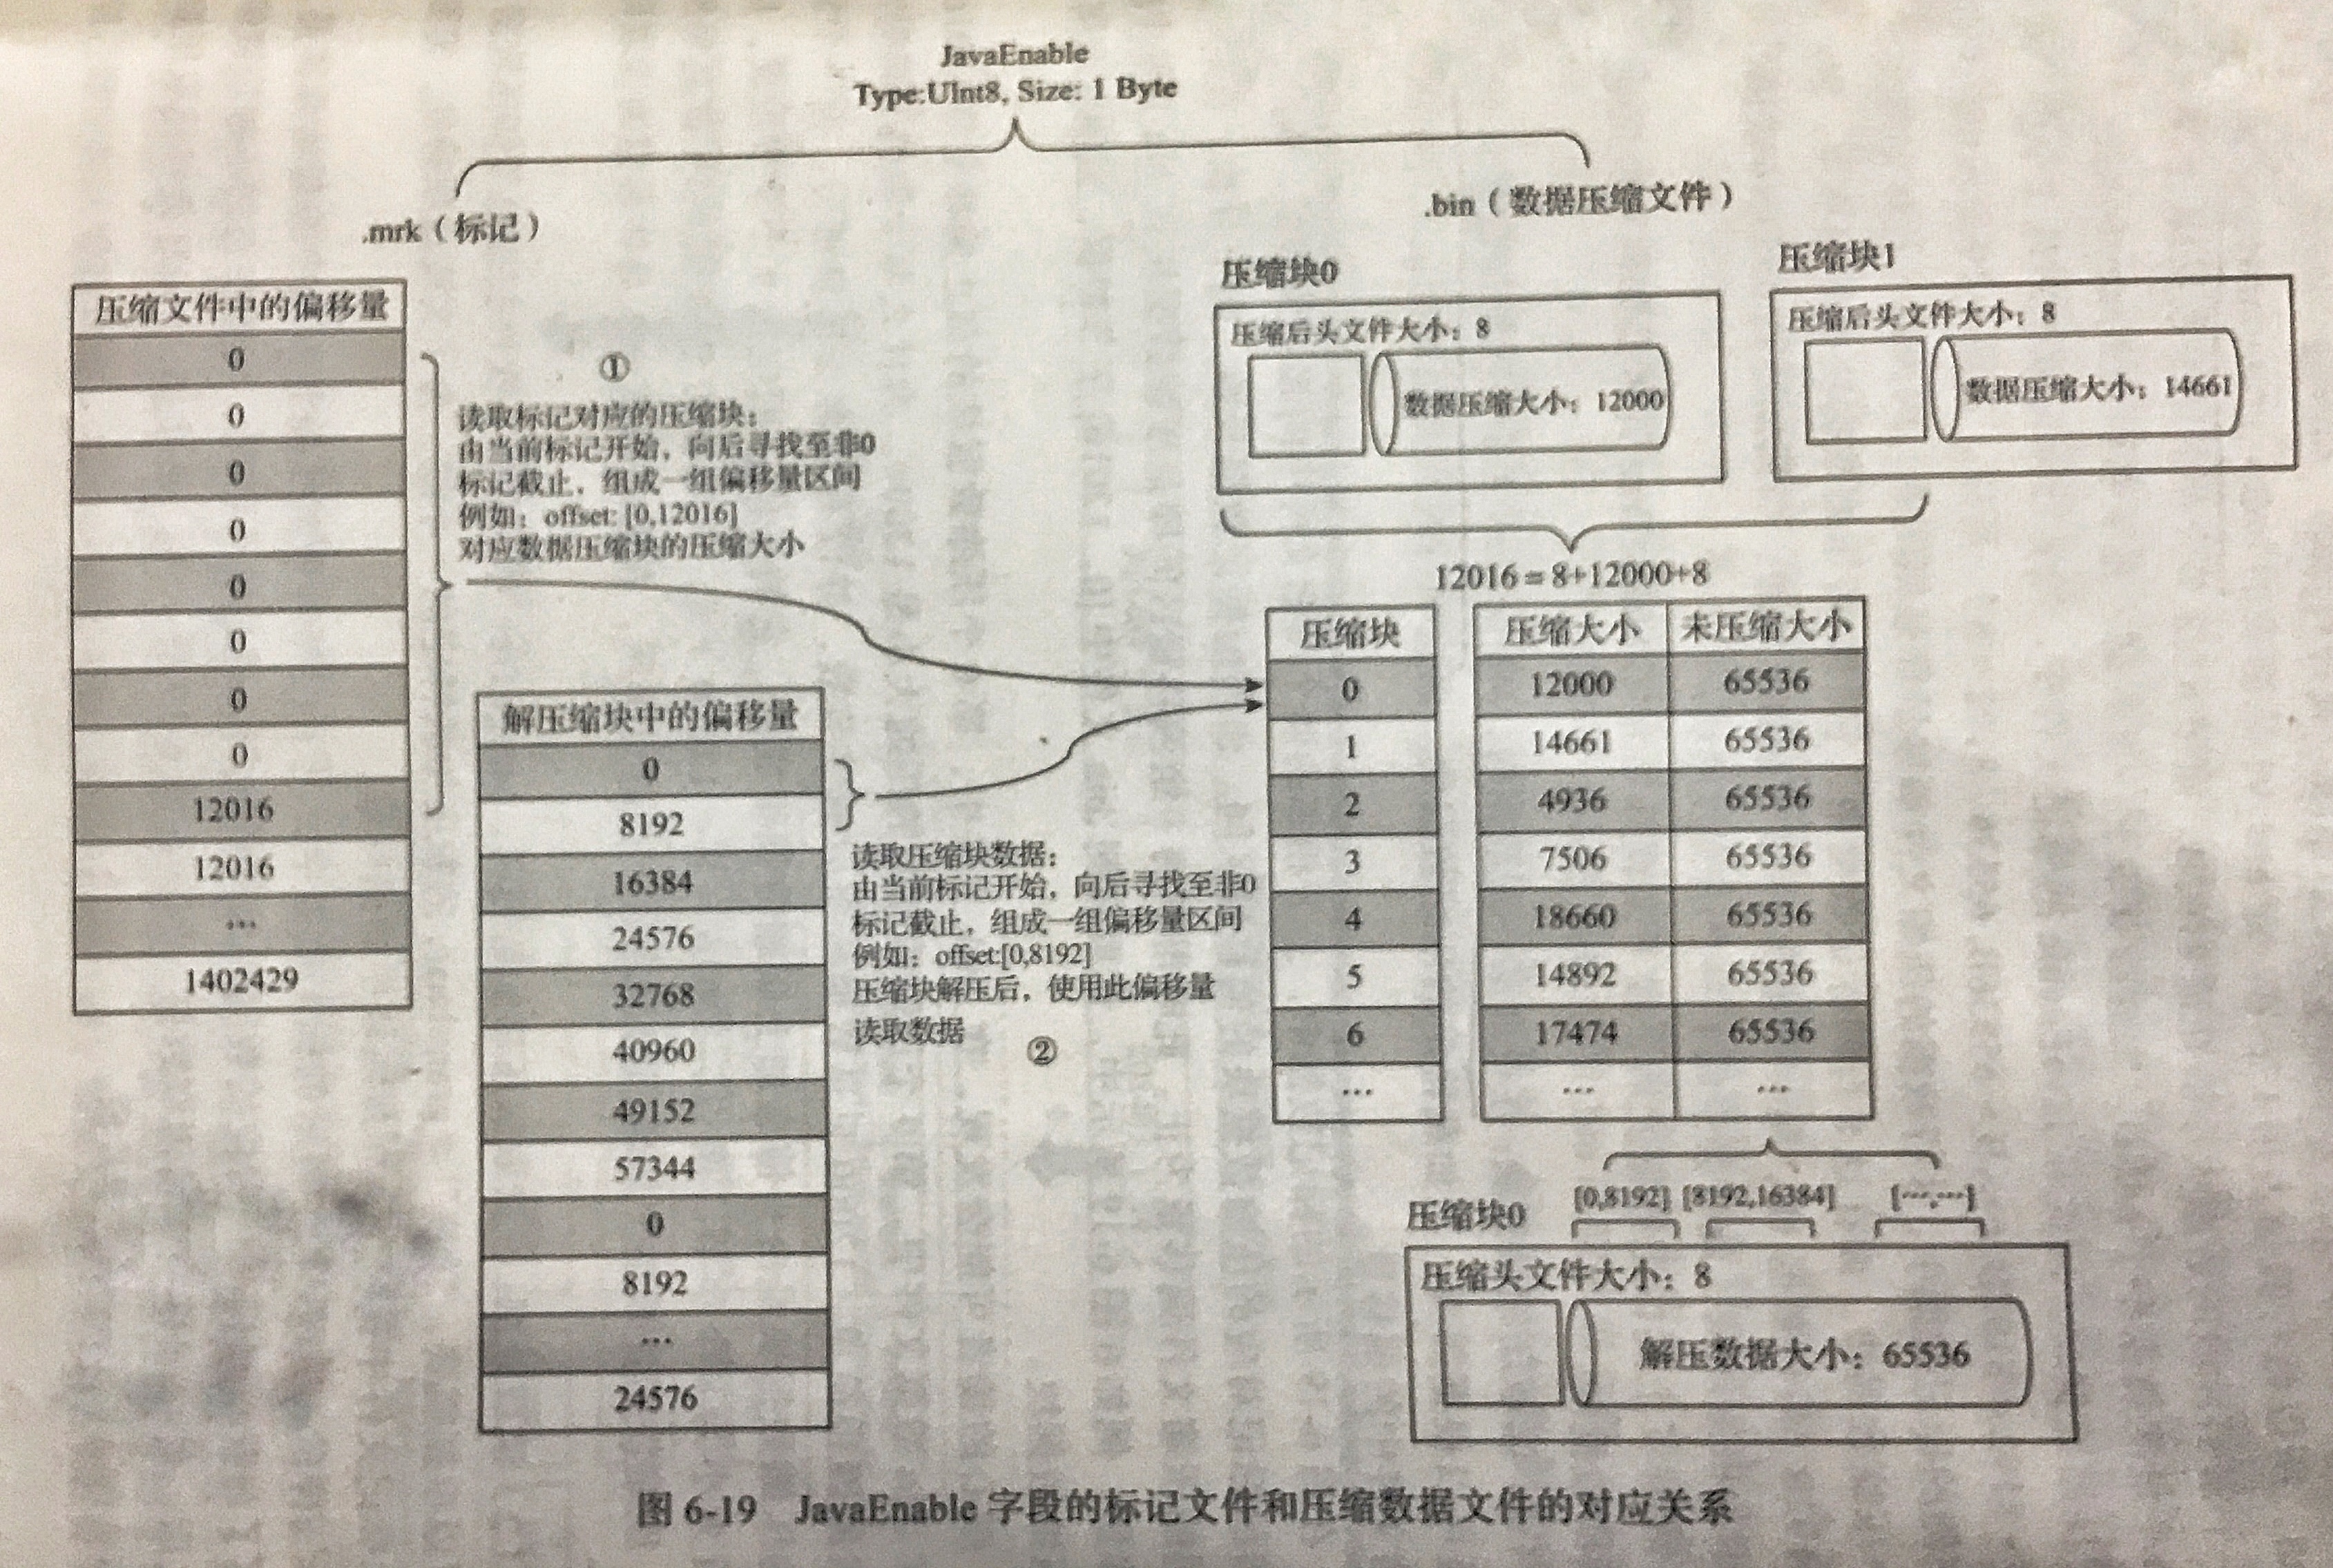 JavaEnable
Type:UInt8, Size: 1 Byte
.mrk（标记）
.bin（数据压缩文件）
压缩文件中的偏移量
0
0
0
0
0
0
0
0
12016
12016
…
1402429
①
读取标记对应的压缩块：
由当前标记开始，向后寻找至非0
标记截止，组成一组偏移量区间
例如：offset: [0,12016]
对应数据压缩块的压缩大小
解压缩块中的偏移量
0
8192
16384
24576
32768
40960
49152
57344
0
8192
…
24576
读取压缩块数据：
由当前标记开始，向后寻找至非0
标记截止，组成一组偏移量区间
例如：offset:[0,8192]
压缩块解压后，使用此偏移量
读取数据
②
压缩块0
压缩后头文件大小：8
数据压缩大小：12000
压缩块1
压缩后头文件大小：8
数据压缩大小：14661
12016＝8+12000+8
压缩块 压缩大小 未压缩大小
0 12000 65536
1 14661 65536
2 4936 65536
3 7506 65536
4 18660 65536
5 14892 65536
6 17474 65536
… … …
压缩块0 [0,8192] [8192,16384] […,…]
压缩头文件大小：8
解压数据大小：65536
图 6-19 JavaEnable 字段的标记文件和压缩数据文件的对应关系